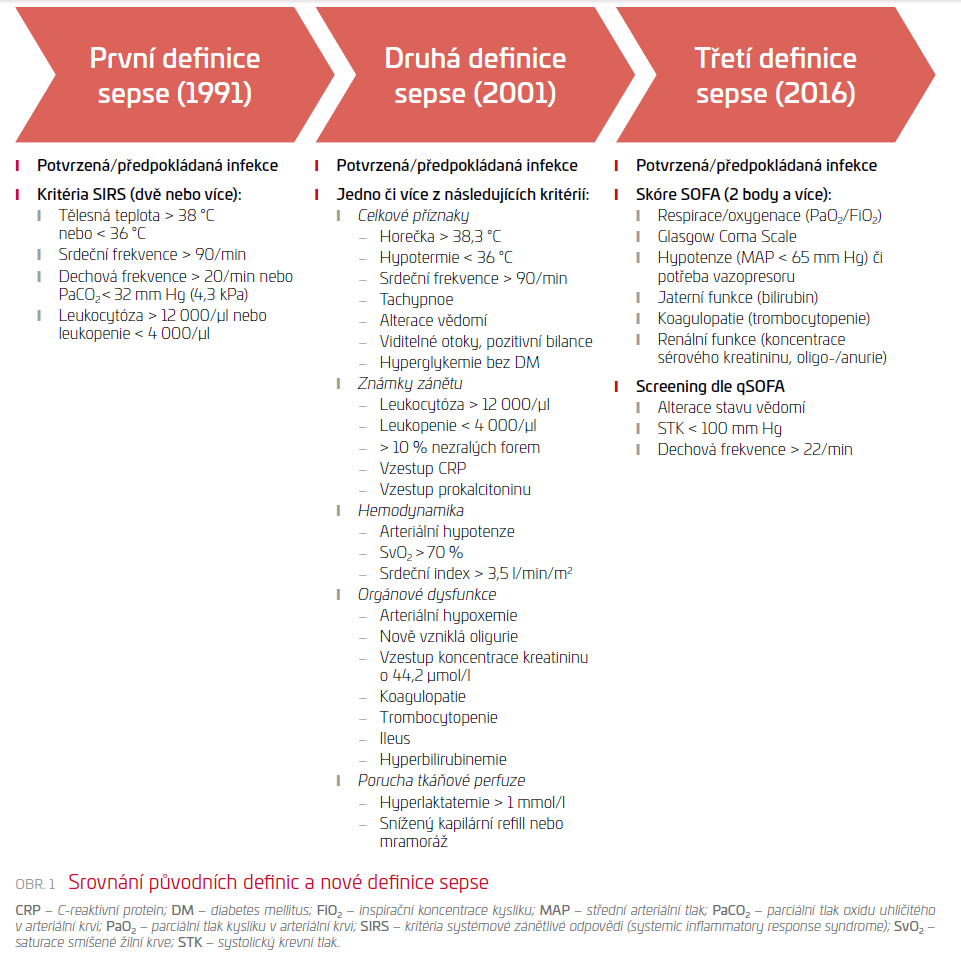 První definice
sepse (1991)
Druhá definice
sepse (2001)
Třetí definice
sepse (2016)
Potvrzená/předpokládaná infekce
Kritéria SIRS (dvě nebo více):
Tělesná teplota > 38 °C
nebo < 36 °C
Srdeční frekvence > 90/min
Dechová frekvence > 20/min nebo
PaCO₂ < 32 mm Hg (4,3 kPa)
Leukocytóza > 12 000/µl nebo
leukopenie < 4 000/µl
Potvrzená/předpokládaná infekce
Jedno či více z následujících kritérií:
Celkové příznaky
– Horečka > 38,3 °C
– Hypotermie < 36 °C
– Srdeční frekvence > 90/min
– Tachypnoe
– Alterace vědomí
– Viditelné otoky, pozitivní bilance
– Hyperglykemie bez DM
Známky zánětu
– Leukocytóza > 12 000/µl
– Leukopenie < 4 000/µl
– > 10 % nezralých forem
– Vzestup CRP
– Vzestup prokalcitoninu
Hemodynamika
– Arteriální hypotenze
– SvO₂ > 70 %
– Srdeční index > 3,5 l/min/m²
Orgánové dysfunkce
– Arteriální hypoxemie
– Nově vzniklá oligurie
– Vzestup koncentrace kreatininu
o 44,2 µmol/l
– Koagulopatie
– Trombocytopenie
– Ileus
– Hyperbilirubinemie
Porucha tkáňové perfuze
– Hyperlaktatemie > 1 mmol/l
– Snížený kapilární refill nebo
mramoráž
Potvrzená/předpokládaná infekce
Skóre SOFA (2 body a více):
Respirace/oxygenace (PaO₂/FiO₂)
Glasgow Coma Scale
Hypotenze (MAP < 65 mm Hg) či
potřeba vazopresoru
Jaterní funkce (bilirubin)
Koagulopatie (trombocytopenie)
Renální funkce (koncentrace
sérového kreatininu, oligo-/anurie)
Screening dle qSOFA
Alterace stavu vědomí
STK < 100 mm Hg
Dechová frekvence > 22/min
OBR. 1 Srovnání původních definic a nové definice sepse
CRP – C-reaktivní protein; DM – diabetes mellitus; FiO₂ – inspirační koncentrace kyslíku; MAP – střední arteriální tlak; PaCO₂ – parciální tlak oxidu uhličitého
v arteriální krvi; PaO₂ – parciální tlak kyslíku v arteriální krvi; SIRS – kritéria systémové zánětlivé odpovědi (systemic inflammatory response syndrome); SvO₂ –
saturace smíšené žilní krve; STK – systolický krevní tlak.